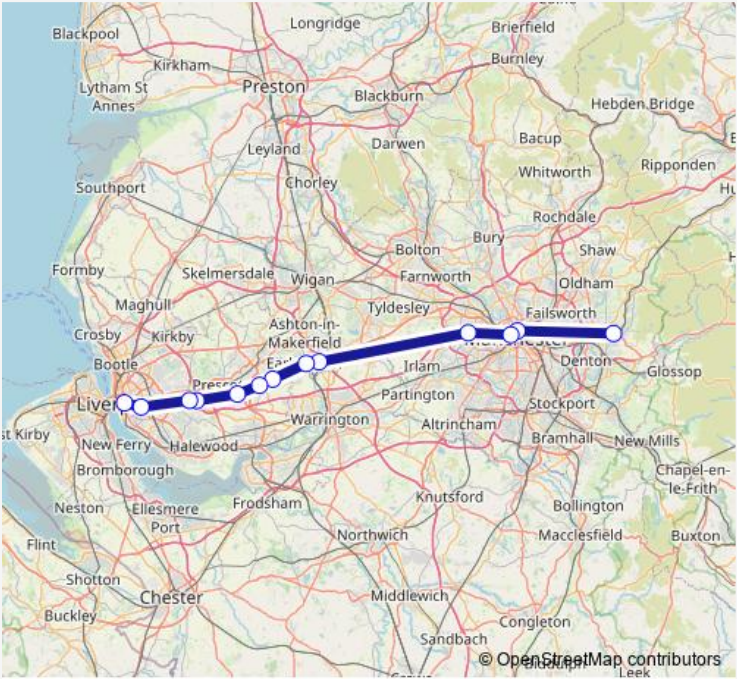 Longridge
Brierfield
Blackpool
Kirkham
Burnley
Preston
Lytham St
Annes
Blackburn
Hebden Bridge
Leyland
Darwen
Bacup
Ripponden
Whitworth
Chorley
Southport
Rochdale
Bury
Shaw
Bolton
Formby
Skelmersdale
Wigan
Farnworth
Oldham
Maghull
Tyldesley
Failsworth
Crosby
Kirkby
Ashton-in-
Makerfield
Bootle
Denton
Irlam
Glossop
Partington
Stockport
Warrington
Altrincham
New Ferry
Halewood
Bramhall
New Mills
Bromborough
Chapel-en-
le-Frith
Neston
Ellesmere
Port
Frodsham
Knutsford
Bollington
Flint
Northwich
Macclesfield
Buxton
Shotton
Chester
Middlewich
Buckley
Congleton
Sandbach
© OpenStreetMap contributors
Leek